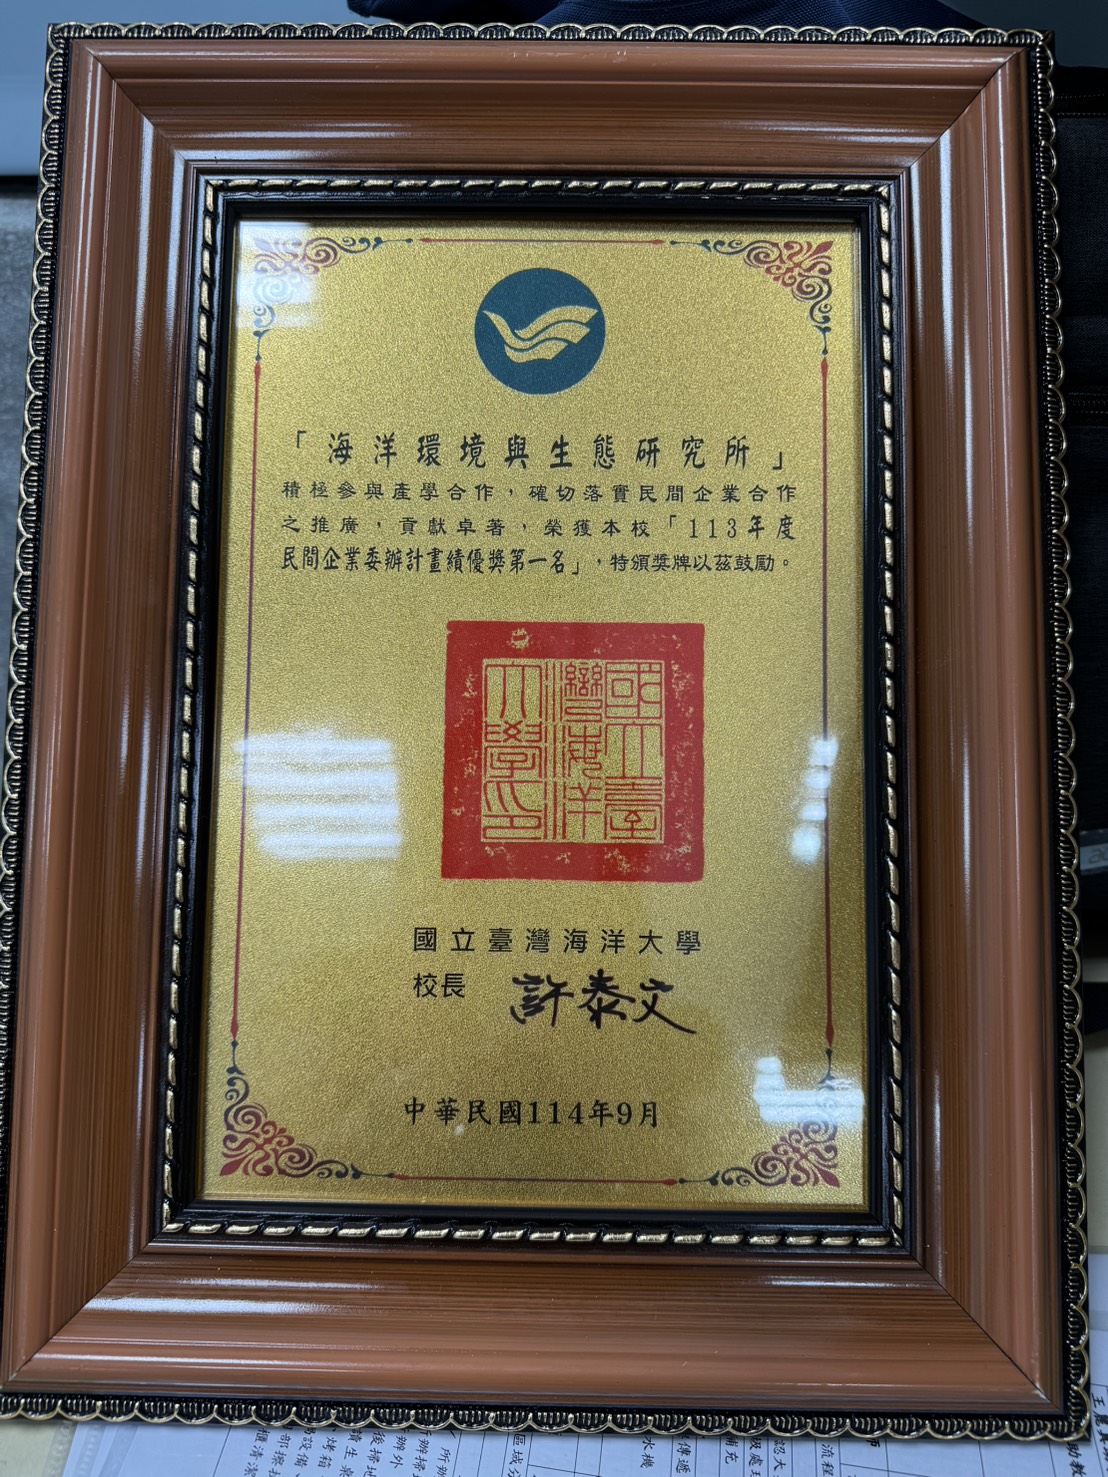 「海洋環境與生態研究所」
積極參與產學合作，確切落實民間企業合作
之推廣，貢獻卓著，榮獲本校「113年度
民間企業委辦計畫績優獎第一名」，特頒獎牌以茲鼓勵。
國立臺
灣海洋
大學印
國立臺灣海洋大學
校長 許泰文
中華民國114年9月